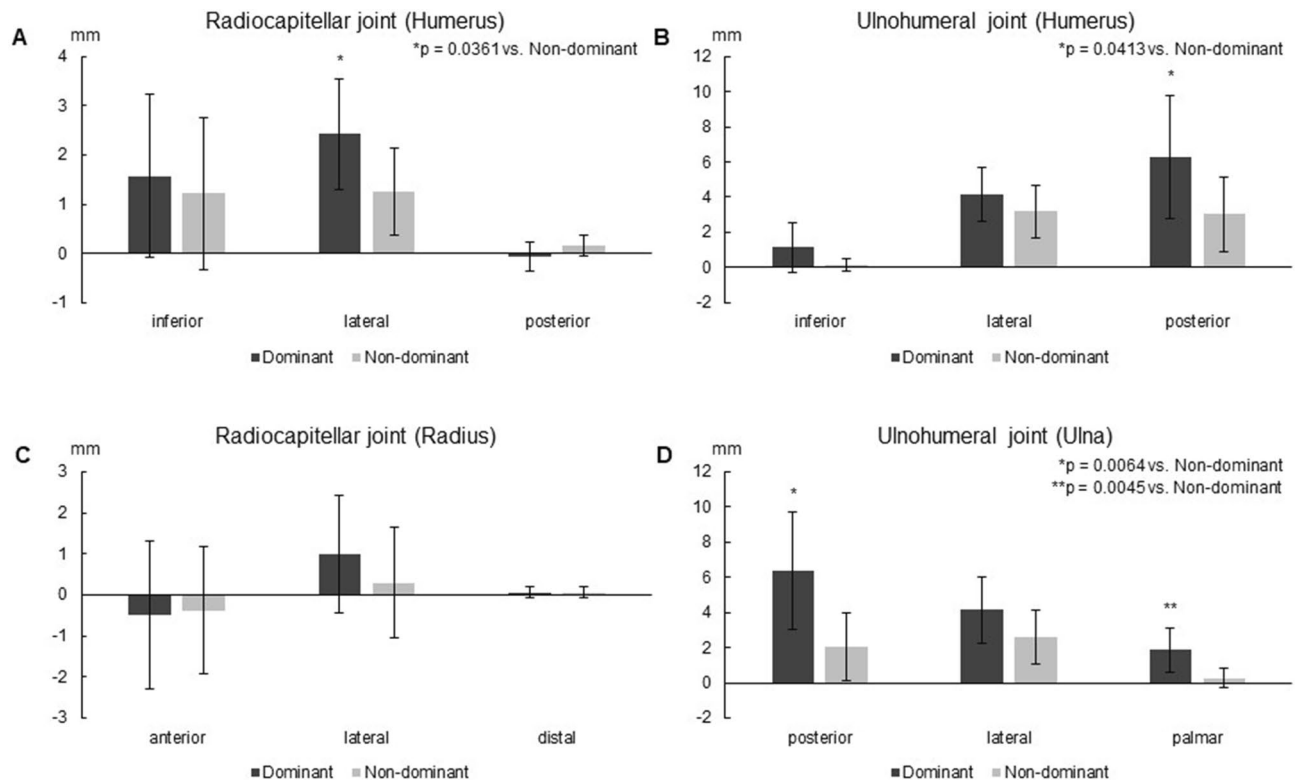 A
Radiocapitellar joint (Humerus)
mm
*p = 0.0361 vs. Non-dominant
4
3
2
1
0
-1
*
inferior lateral posterior
Dominant Non-dominant
B
Ulnohumeral joint (Humerus)
mm
*p = 0.0413 vs. Non-dominant
12
10
8
6
4
2
0
-2
*
inferior lateral posterior
Dominant Non-dominant
C
Radiocapitellar joint (Radius)
mm
3
2
1
0
-1
-2
-3
anterior lateral distal
Dominant Non-dominant
D
Ulnohumeral joint (Ulna)
mm
*p = 0.0064 vs. Non-dominant
**p = 0.0045 vs. Non-dominant
12
10
8
6
4
2
0
-2
*
**
posterior lateral palmar
Dominant Non-dominant